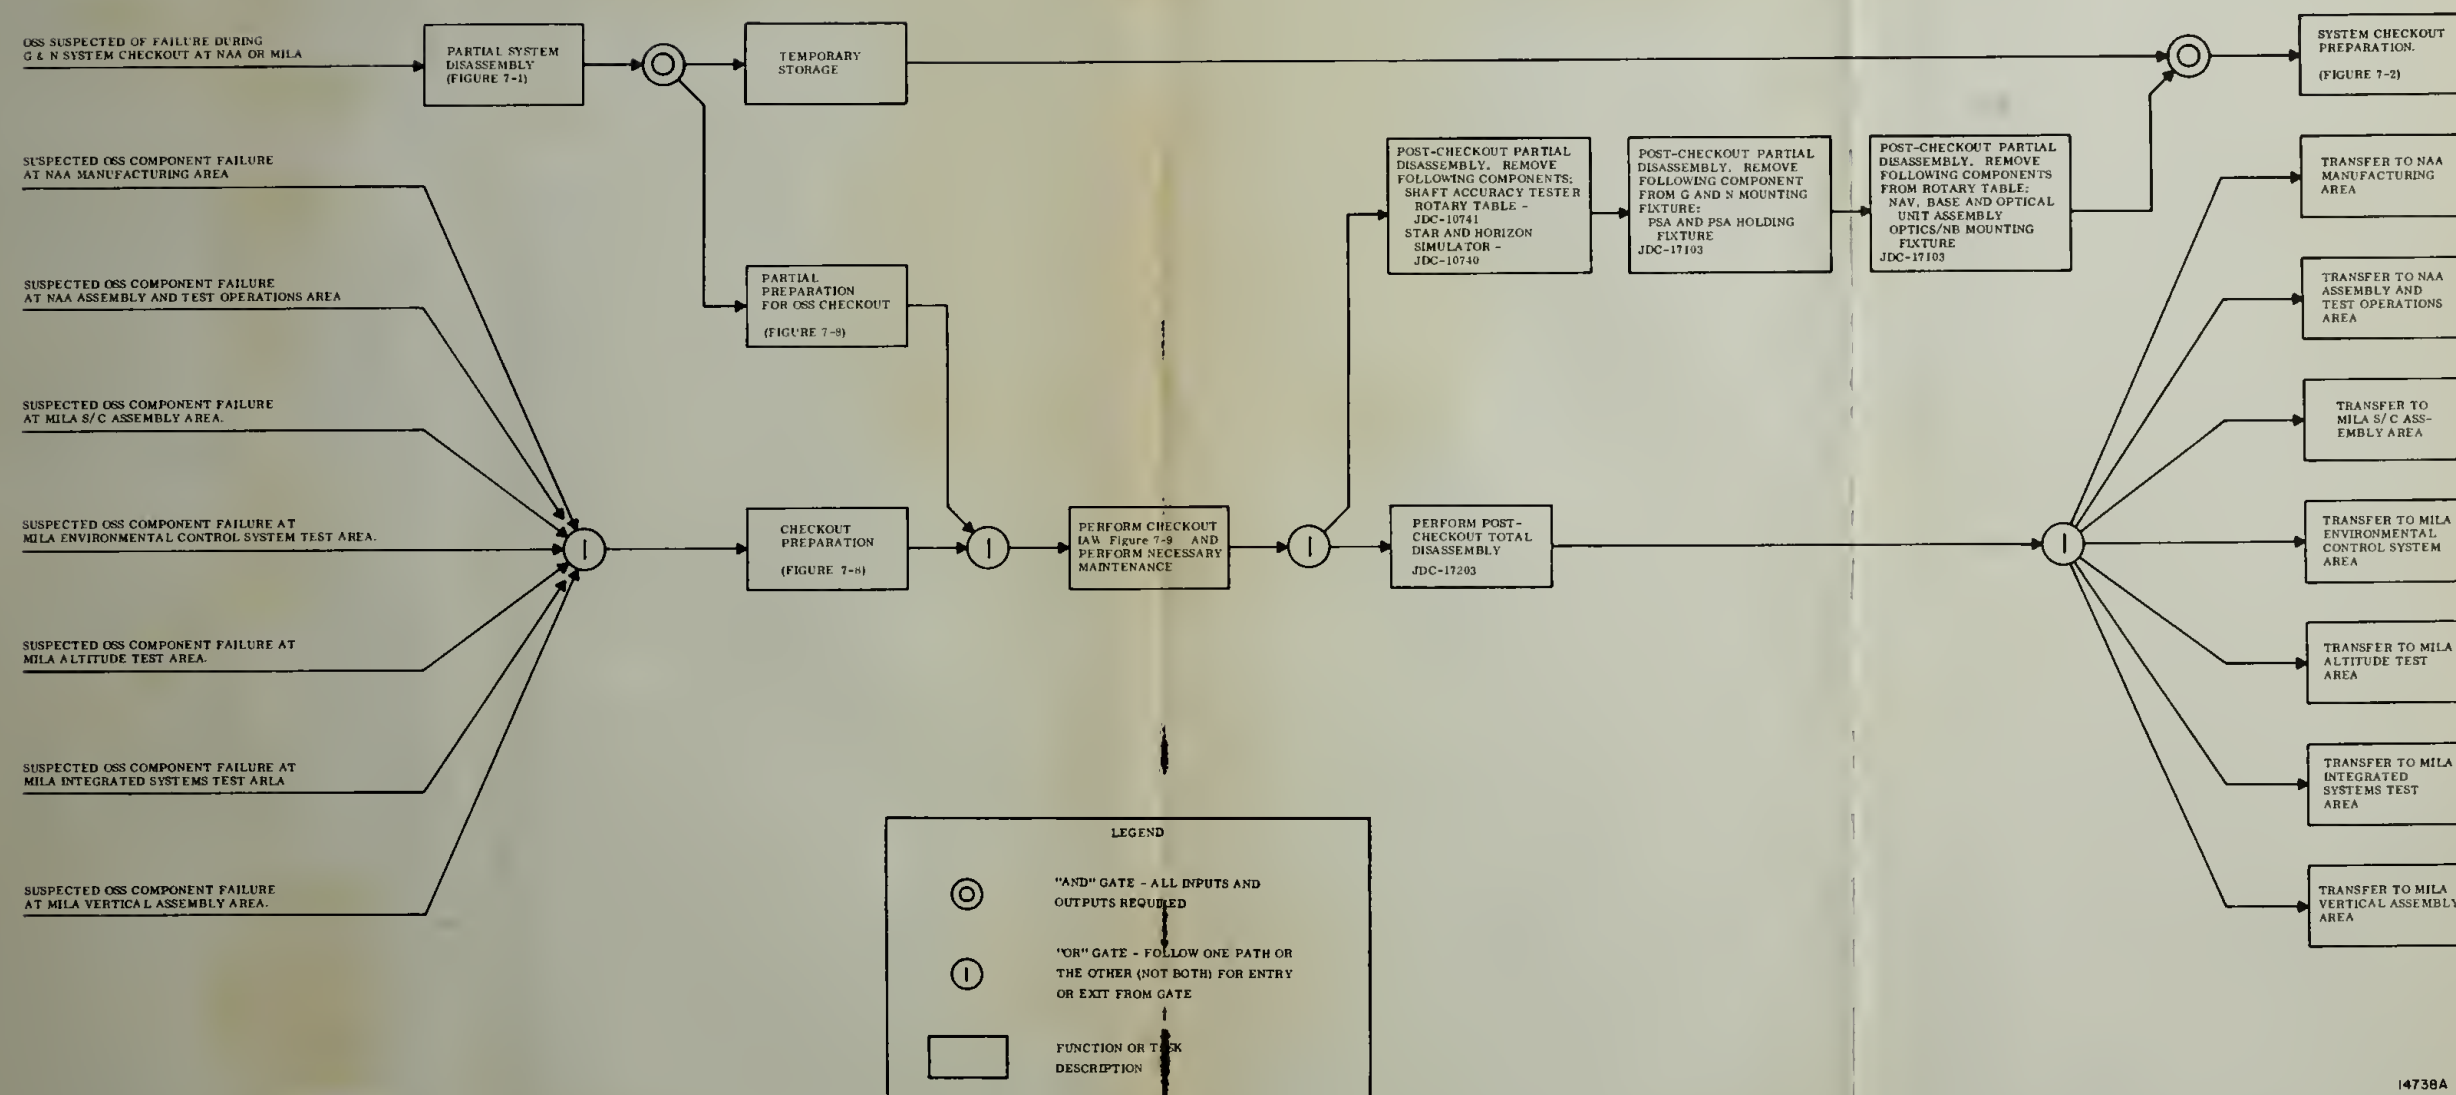 OSS SUSPECTED OF FAILURE DURING
G & N SYSTEM CHECKOUT AT NAA OR MILA
PARTIAL SYSTEM
DISASSEMBLY
(FIGURE 7-1)
TEMPORARY
STORAGE
SYSTEM CHECKOUT
PREPARATION.
(FIGURE 7-2)
SUSPECTED OSS COMPONENT FAILURE
AT NAA MANUFACTURING AREA
POST-CHECKOUT PARTIAL
DISASSEMBLY. REMOVE
FOLLOWING COMPONENTS:
SHAFT ACCURACY TESTER
ROTARY TABLE -
JDC-10741
STAR AND HORIZON
SIMULATOR -
JDC-10740
POST-CHECKOUT PARTIAL
DISASSEMBLY. REMOVE
FOLLOWING COMPONENT
FROM G AND N MOUNTING
FIXTURE:
PSA AND PSA HOLDING
FIXTURE
JDC-17103
POST-CHECKOUT PARTIAL
DISASSEMBLY. REMOVE
FOLLOWING COMPONENTS
FROM ROTARY TABLE:
NAV. BASE AND OPTICAL
UNIT ASSEMBLY
OPTICS/NB MOUNTING
FIXTURE
JDC-17103
TRANSFER TO NAA
MANUFACTURING
AREA
SUSPECTED OSS COMPONENT FAILURE
AT NAA ASSEMBLY AND TEST OPERATIONS AREA
PARTIAL
PREPARATION
FOR OSS CHECKOUT
(FIGURE 7-8)
TRANSFER TO NAA
ASSEMBLY AND
TEST OPERATIONS
AREA
SUSPECTED OSS COMPONENT FAILURE
AT MILA S/C ASSEMBLY AREA.
TRANSFER TO
MILA S/C ASS-
EMBLY AREA
SUSPECTED OSS COMPONENT FAILURE AT
MILA ENVIRONMENTAL CONTROL SYSTEM TEST AREA.
CHECKOUT
PREPARATION
(FIGURE 7-8)
PERFORM CHECKOUT
IAW Figure 7-9 AND
PERFORM NECESSARY
MAINTENANCE
PERFORM POST-
CHECKOUT TOTAL
DISASSEMBLY
JDC-17203
TRANSFER TO MILA
ENVIRONMENTAL
CONTROL SYSTEM
AREA
SUSPECTED OSS COMPONENT FAILURE AT
MILA ALTITUDE TEST AREA.
TRANSFER TO MILA
ALTITUDE TEST
AREA
SUSPECTED OSS COMPONENT FAILURE AT
MILA INTEGRATED SYSTEMS TEST AREA
TRANSFER TO MILA
INTEGRATED
SYSTEMS TEST
AREA
SUSPECTED OSS COMPONENT FAILURE
AT MILA VERTICAL ASSEMBLY AREA.
TRANSFER TO MILA
VERTICAL ASSEMBLY
AREA
LEGEND
"AND" GATE - ALL INPUTS AND
OUTPUTS REQUIRED
"OR" GATE - FOLLOW ONE PATH OR
THE OTHER (NOT BOTH) FOR ENTRY
OR EXIT FROM GATE
FUNCTION OR TASK
DESCRIPTION
14738A